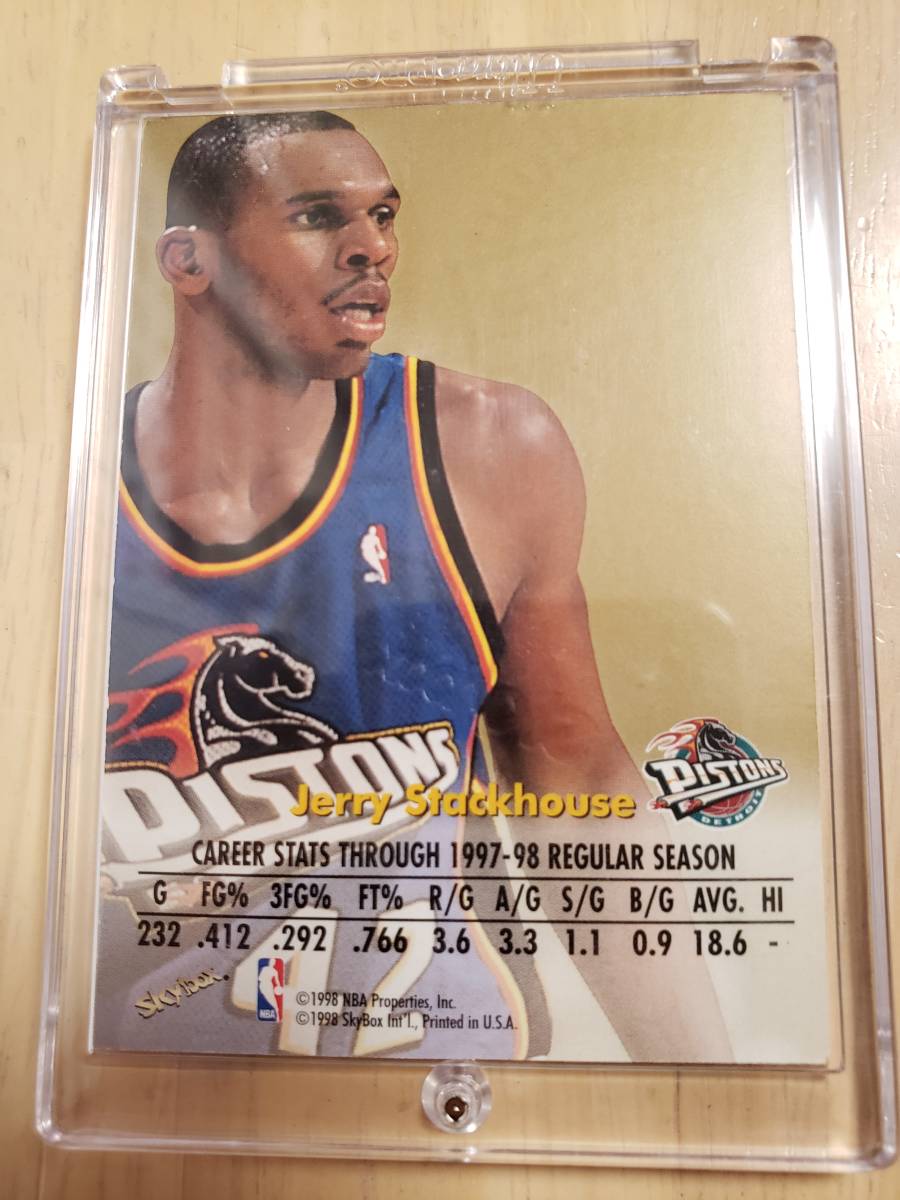 PISTONS
Jerry Stackhouse
PISTONS
DETROIT
CAREER STATS THROUGH 1997-98 REGULAR SEASON
G FG% 3FG% FT% R/G A/G S/G B/G AVG. HI
232 .412 .292 .766 3.6 3.3 1.1 0.9 18.6 -
42
skybox.
NBA
©1998 NBA Properties, Inc.
©1998 SkyBox Int'l., Printed in U.S.A.